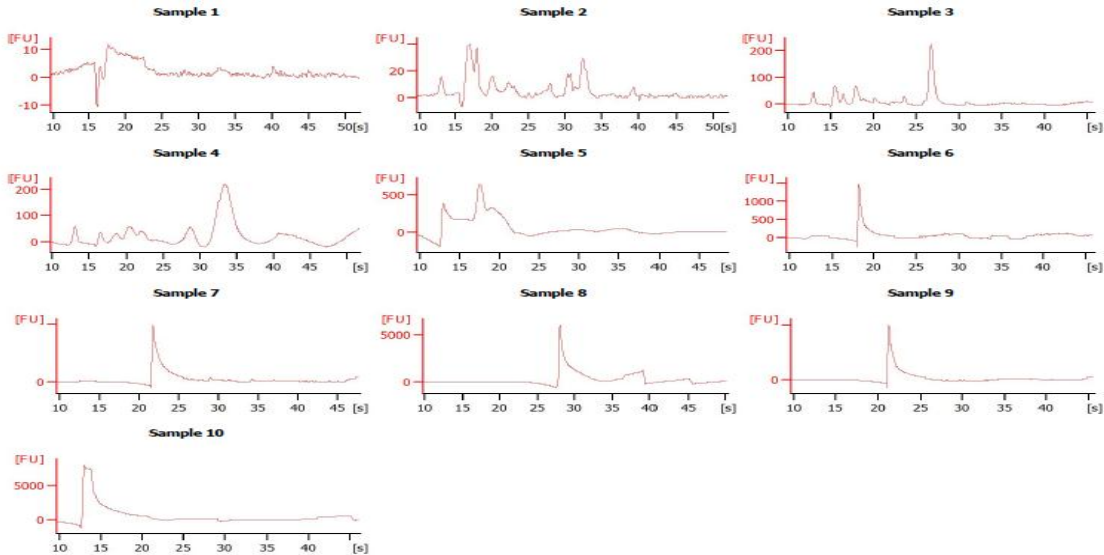 Sample 1
[FU]
10
0
-10
10 15 20 25 30 35 40 45 50[s]
Sample 2
[FU]
20
0
10 15 20 25 30 35 40 45 50 [s]
Sample 3
[FU]
200
100
0
10 15 20 25 30 35 40 [s]
Sample 4
[FU]
200
100
0
10 15 20 25 30 35 40 45 [s]
Sample 5
[FU]
500
0
10 15 20 25 30 35 40 45 [s]
Sample 6
[FU]
1500
1000
500
0
10 15 20 25 30 35 40 [s]
Sample 7
[FU]
0
10 15 20 25 30 35 40 45 [s]
Sample 8
[FU]
5000
0
10 15 20 25 30 35 40 45 50 [s]
Sample 9
[FU]
0
10 15 20 25 30 35 40 [s]
Sample 10
[FU]
5000
0
10 15 20 25 30 35 40 45 [s]